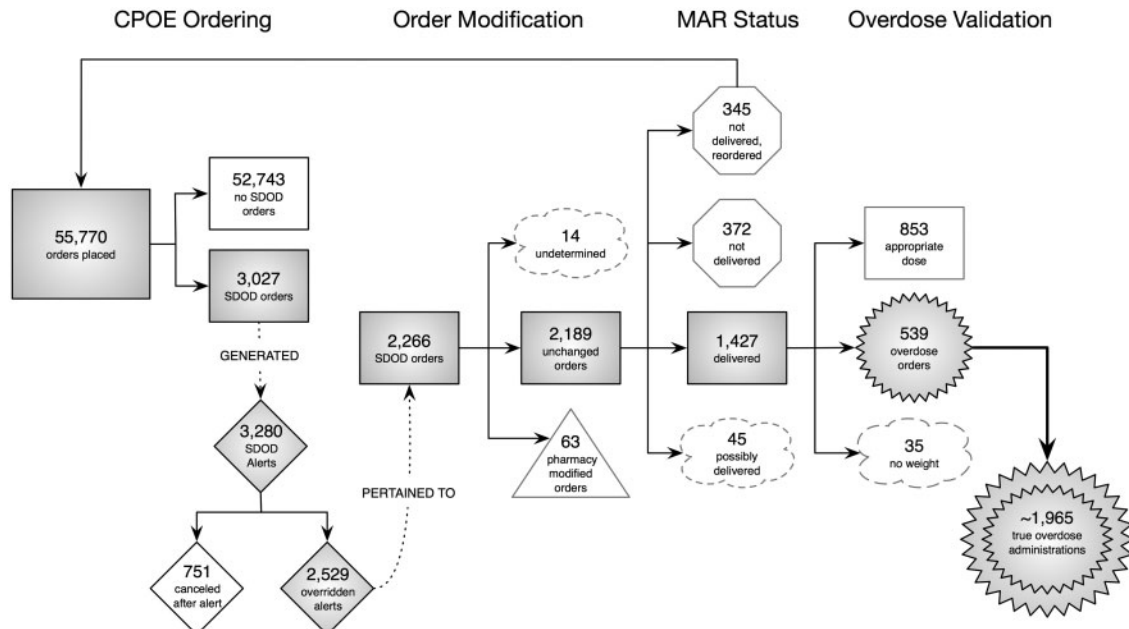 CPOE Ordering
Order Modification
MAR Status
Overdose Validation
55,770
orders placed
52,743
no SDOD
orders
3,027
SDOD orders
GENERATED
3,280
SDOD
Alerts
751
canceled
after alert
2,529
overridden
alerts
PERTAINED TO
2,266
SDOD orders
14
undetermined
2,189
unchanged
orders
63
pharmacy
modified
orders
345
not
delivered,
reordered
372
not
delivered
1,427
delivered
45
possibly
delivered
853
appropriate
dose
539
overdose
orders
35
no weight
~1,965
true overdose
administrations